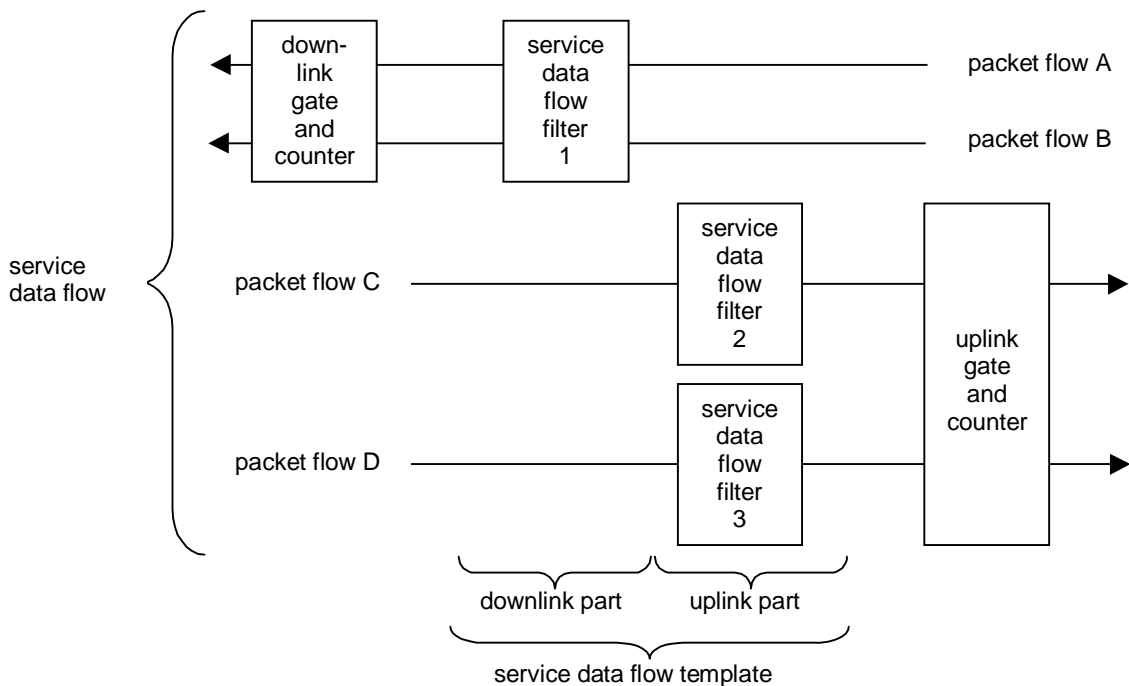 down-
link
gate
and
counter
service
data
flow
filter
1
packet flow A
packet flow B
service
data flow
packet flow C
service
data
flow
filter
2
uplink
gate
and
counter
packet flow D
service
data
flow
filter
3
downlink part
uplink part
service data flow template